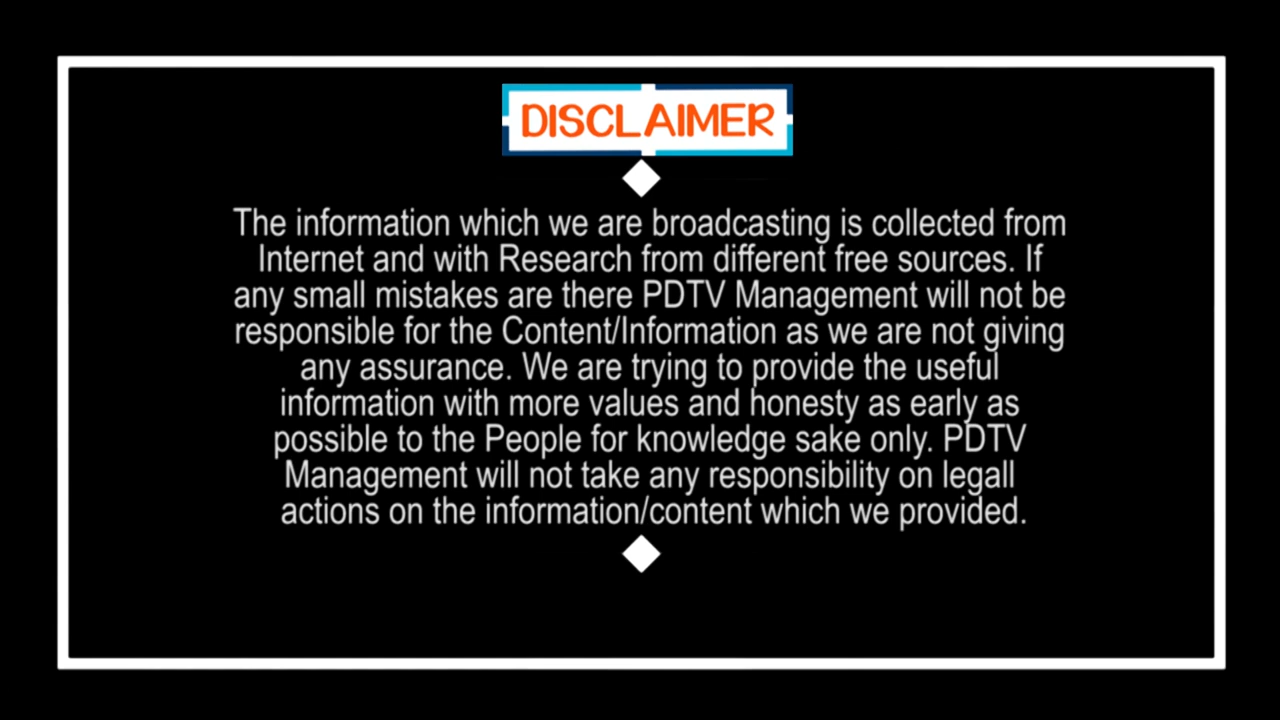 DISCLAIMER
The information which we are broadcasting is collected from
Internet and with Research from different free sources. If
any small mistakes are there PDTV Management will not be
responsible for the Content/Information as we are not giving
any assurance. We are trying to provide the useful
information with more values and honesty as early as
possible to the People for knowledge sake only. PDTV
Management will not take any responsibility on legall
actions on the information/content which we provided.